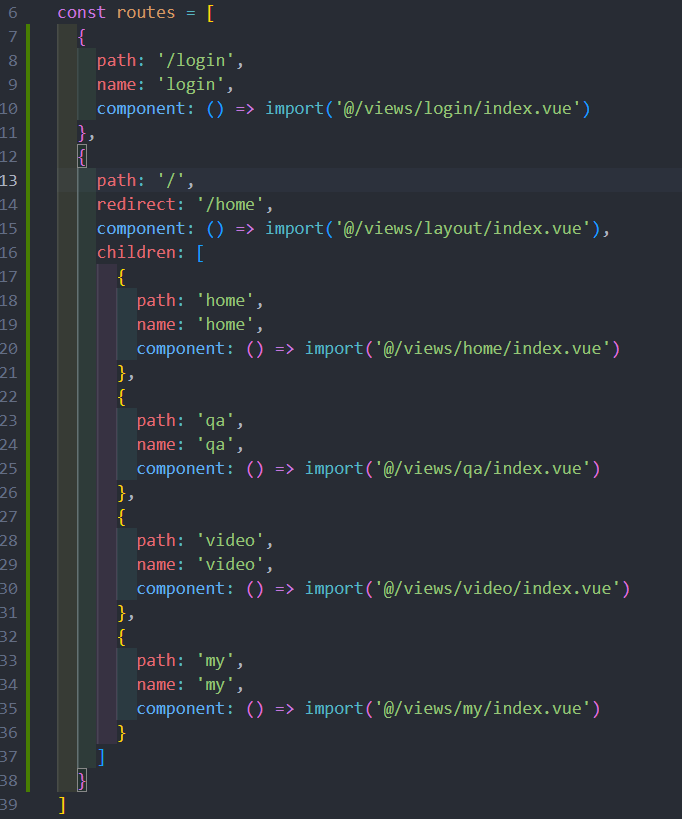 6 const routes = [
7 {
8 path: '/login',
9 name: 'login',
10 component: () => import('@/views/login/index.vue')
11 },
12 {
13 path: '/',
14 redirect: '/home',
15 component: () => import('@/views/layout/index.vue'),
16 children: [
17 {
18 path: 'home',
19 name: 'home',
20 component: () => import('@/views/home/index.vue')
21 },
22 {
23 path: 'qa',
24 name: 'qa',
25 component: () => import('@/views/qa/index.vue')
26 },
27 {
28 path: 'video',
29 name: 'video',
30 component: () => import('@/views/video/index.vue')
31 },
32 {
33 path: 'my',
34 name: 'my',
35 component: () => import('@/views/my/index.vue')
36 }
37 ]
38 }
39 ]